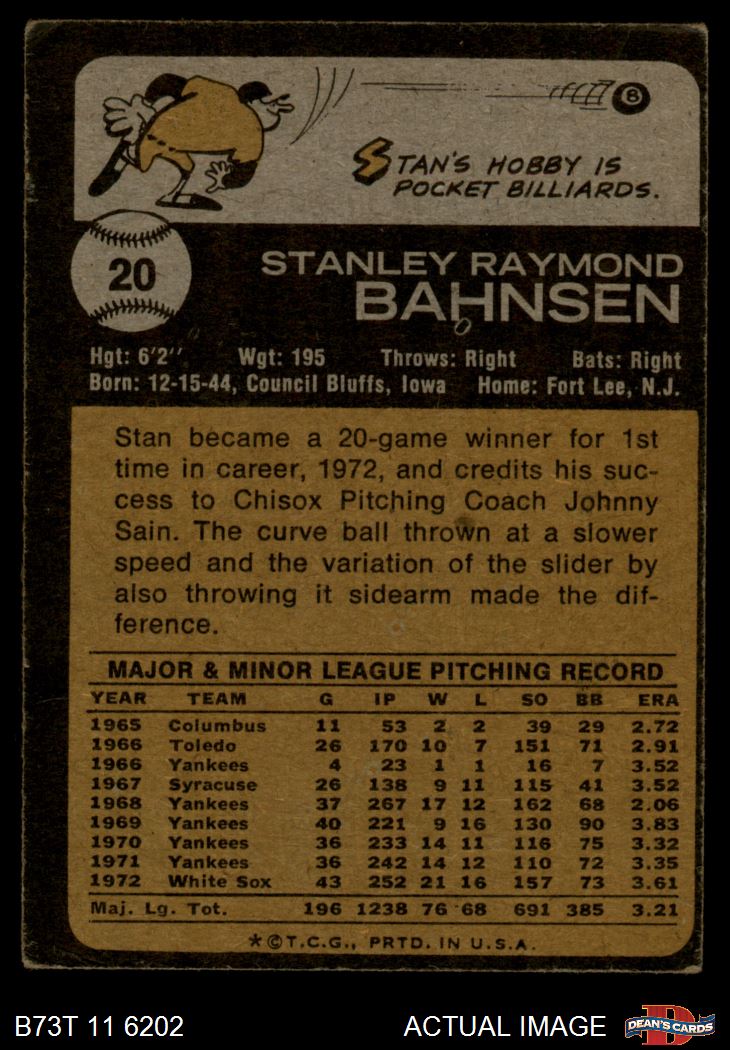 8
STAN'S HOBBY IS
POCKET BILLIARDS.
20
STANLEY RAYMOND
BAHNSEN
Hgt: 6'2" Wgt: 195 Throws: Right Bats: Right
Born: 12-15-44, Council Bluffs, Iowa Home: Fort Lee, N.J.
Stan became a 20-game winner for 1st
time in career, 1972, and credits his suc-
cess to Chisox Pitching Coach Johnny
Sain. The curve ball thrown at a slower
speed and the variation of the slider by
also throwing it sidearm made the dif-
ference.
MAJOR & MINOR LEAGUE PITCHING RECORD
YEAR TEAM G IP W L SO BB ERA
1965 Columbus 11 53 2 2 39 29 2.72
1966 Toledo 26 170 10 7 151 71 2.91
1966 Yankees 4 23 1 1 16 7 3.52
1967 Syracuse 26 138 9 11 115 41 3.52
1968 Yankees 37 267 17 12 162 68 2.06
1969 Yankees 40 221 9 16 130 90 3.83
1970 Yankees 36 233 14 11 116 75 3.32
1971 Yankees 36 242 14 12 110 72 3.35
1972 White Sox 43 252 21 16 157 73 3.61
Maj. Lg. Tot. 196 1238 76 68 691 385 3.21
*©T.C.G., PRTD. IN U.S.A.
B73T 11 6202 ACTUAL IMAGE D DEAN'S CARDS